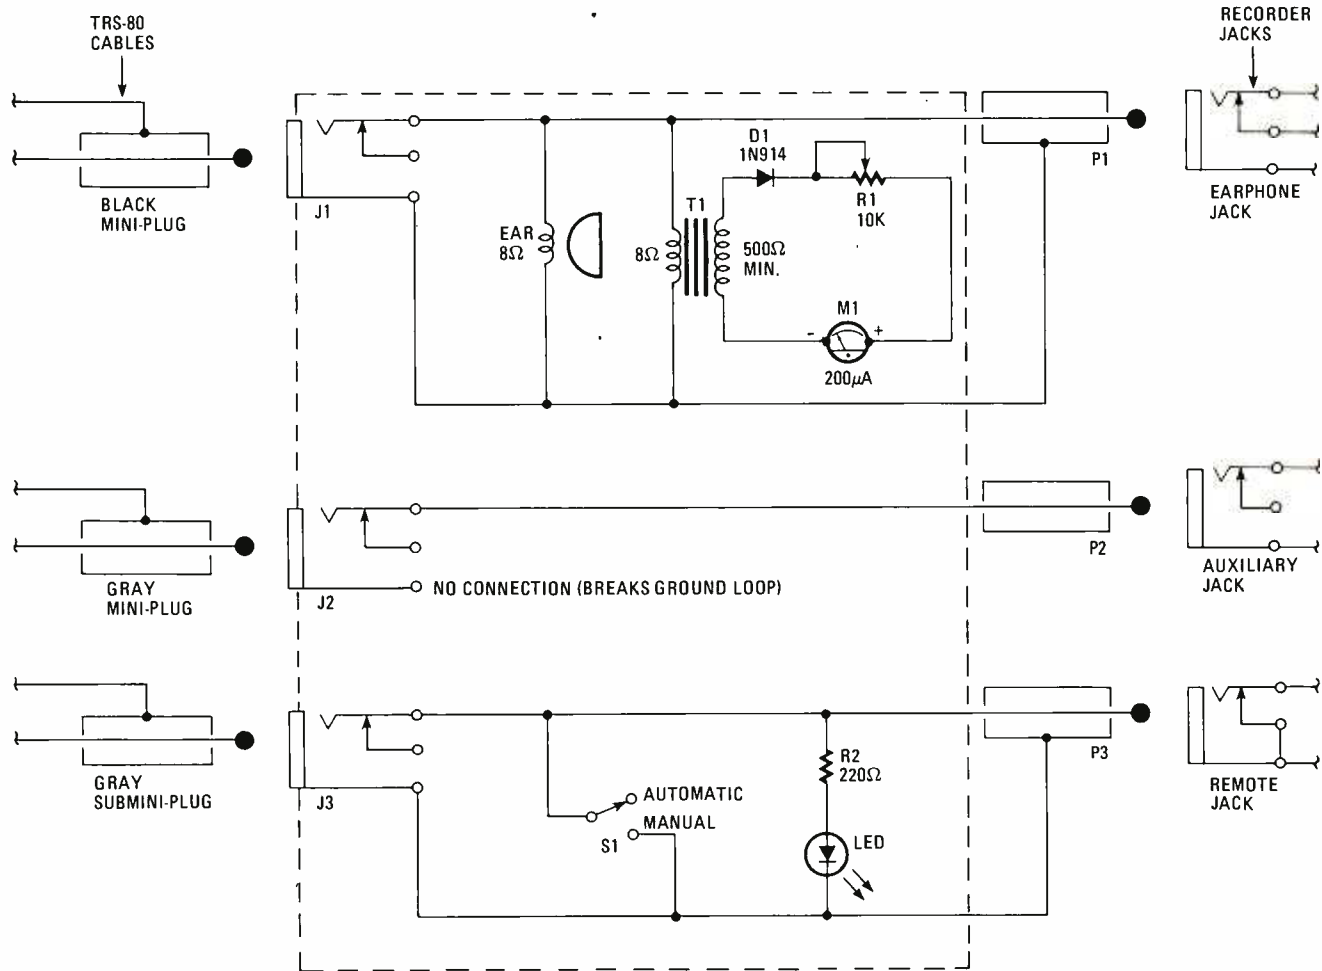 TRS-80
CABLES
RECORDER
JACKS
BLACK
MINI-PLUG
J1
EAR
8Ω
8Ω
T1
500Ω
MIN.
D1
1N914
R1
10K
M1
-
+
200μA
P1
EARPHONE
JACK
GRAY
MINI-PLUG
J2
NO CONNECTION (BREAKS GROUND LOOP)
P2
AUXILIARY
JACK
GRAY
SUBMINI-PLUG
J3
AUTOMATIC
MANUAL
S1
R2
220Ω
LED
P3
REMOTE
JACK